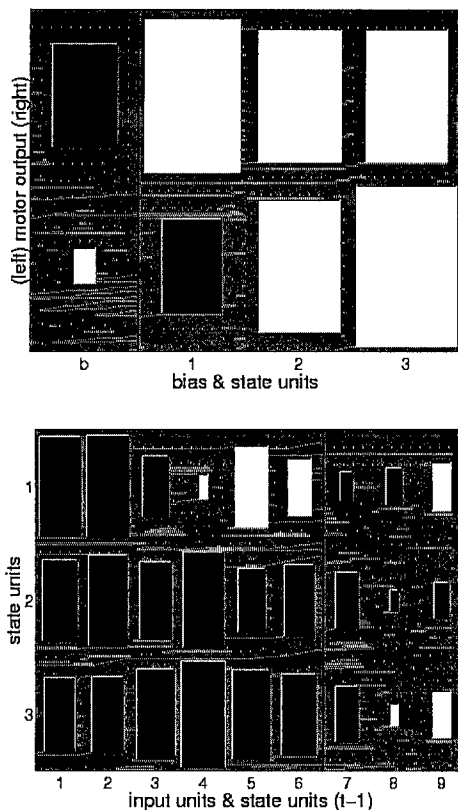 (left) motor output (right)
b 1 2 3
bias & state units
state units
1
2
3
1 2 3 4 5 6 7 8 9
input units & state units (t−1)